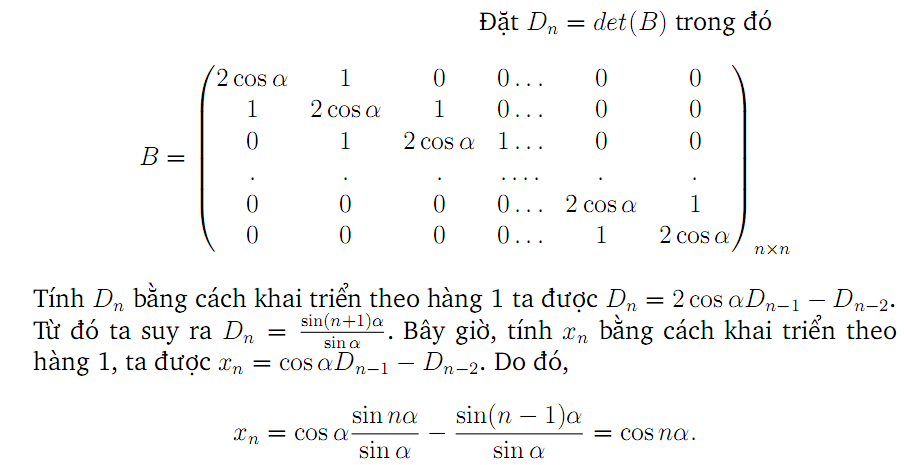 Đặt $D_n = det(B)$ trong đó
$B = \begin{pmatrix} 2\cos\alpha & 1 & 0 & 0\ldots & 0 & 0 \\ 1 & 2\cos\alpha & 1 & 0\ldots & 0 & 0 \\ 0 & 1 & 2\cos\alpha & 1\ldots & 0 & 0 \\ . & . & . & .... & . & . \\ 0 & 0 & 0 & 0\ldots & 2\cos\alpha & 1 \\ 0 & 0 & 0 & 0\ldots & 1 & 2\cos\alpha \end{pmatrix}_{n\times n}$
Tính $D_n$ bằng cách khai triển theo hàng 1 ta được $D_n = 2\cos\alpha D_{n-1} - D_{n-2}$.
Từ đó ta suy ra $D_n = \frac{\sin(n+1)\alpha}{\sin\alpha}$. Bây giờ, tính $x_n$ bằng cách khai triển theo
hàng 1, ta được $x_n = \cos\alpha D_{n-1} - D_{n-2}$. Do đó,
$x_n = \cos\alpha\frac{\sin n\alpha}{\sin\alpha} - \frac{\sin(n-1)\alpha}{\sin\alpha} = \cos n\alpha.$